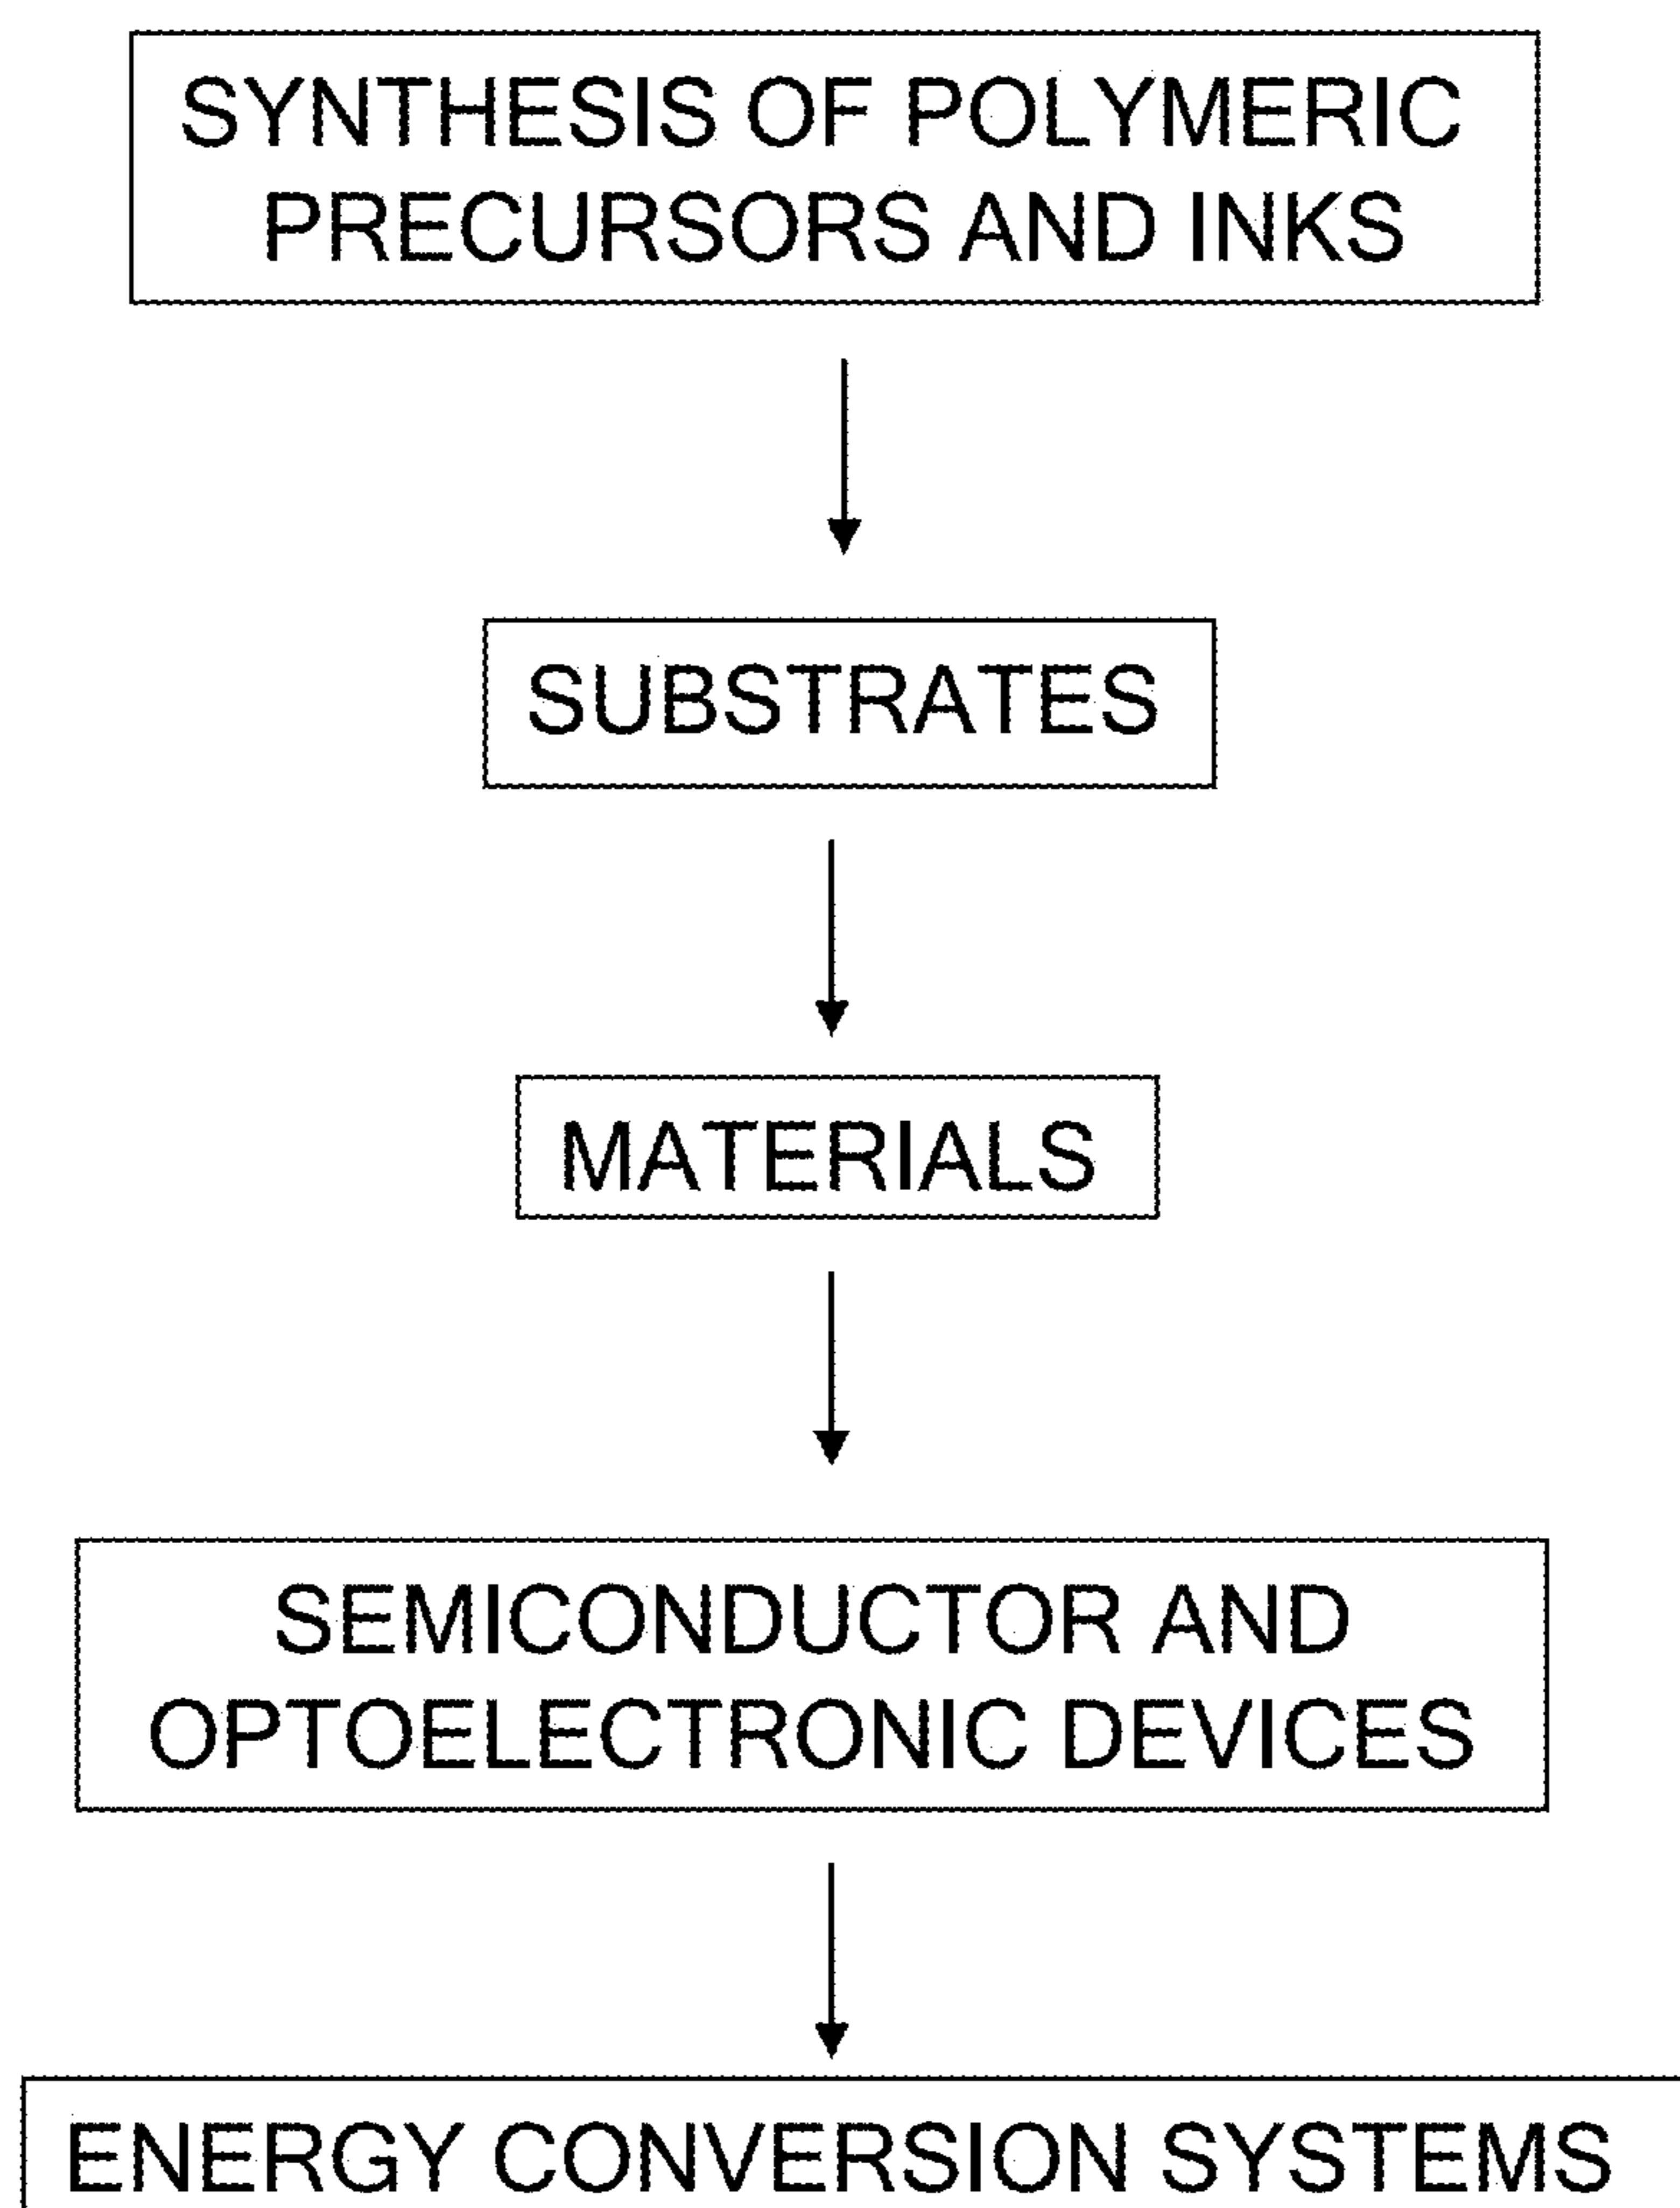 SYNTHESIS OF POLYMERIC
PRECURSORS AND INKS
SUBSTRATES
MATERIALS
SEMICONDUCTOR AND
OPTOELECTRONIC DEVICES
ENERGY CONVERSION SYSTEMS